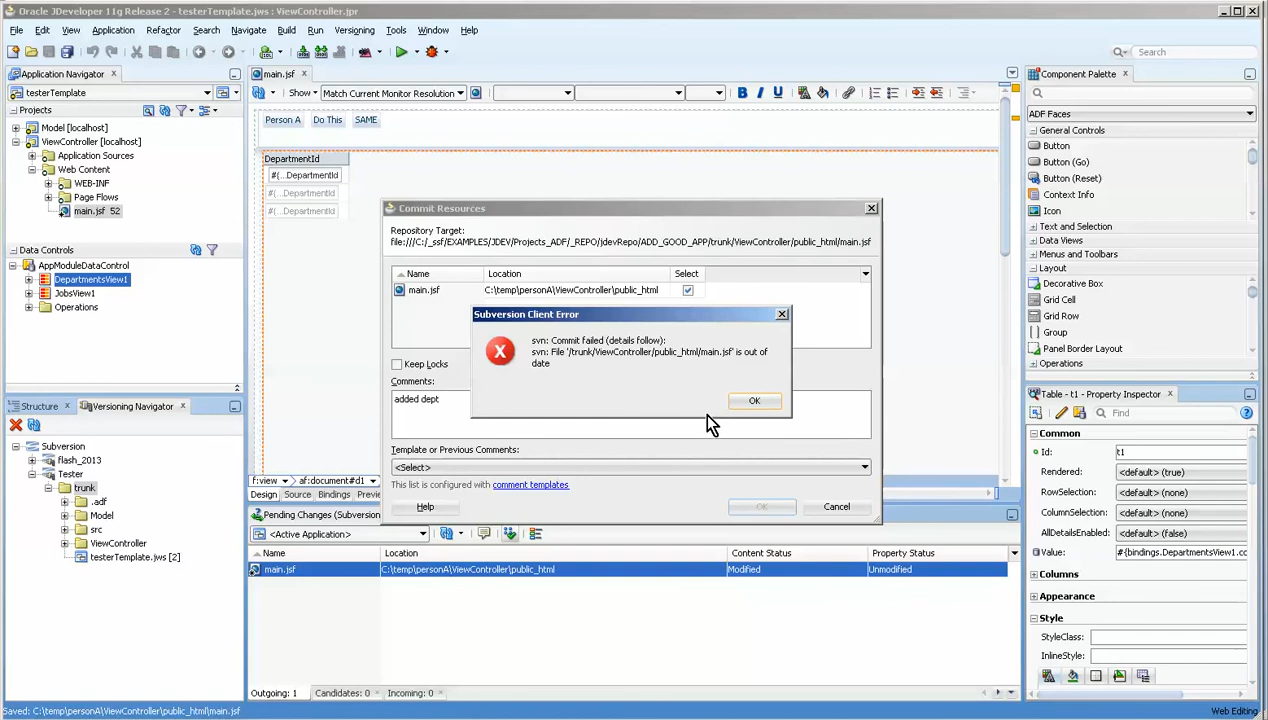 Oracle JDeveloper 11g Release 2 - testerTemplate.jws : ViewController.jpr
File Edit View Application Refactor Search Navigate Build Run Versioning Tools Window Help
Search
Application Navigator
testerTemplate
Projects
Model [localhost]
ViewController [localhost]
Application Sources
Web Content
WEB-INF
Page Flows
main.jsf 52
Data Controls
AppModuleDataControl
DepartmentsView1
JobsView1
Operations
Structure
Versioning Navigator
Subversion
flash_2013
Tester
trunk
.adf
Model
src
ViewController
testerTemplate.jws [2]
main.jsf
Show
Match Current Monitor Resolution
B I U
Person A Do This SAME
DepartmentId
#{...DepartmentId
#{...DepartmentId
#{...DepartmentId
f:view
af:document#d1
Design Source Bindings Previe
Commit Resources
Repository Target:
file:///C:/_ssf/EXAMPLES/JDEV/Projects_ADF/_REPO/jdevRepo/ADD_GOOD_APP/trunk/ViewController/public_html/main.jsf
Name Location Select
main.jsf C:\temp\personA\ViewController\public_html
Keep Locks
Comments:
added dept
Template or Previous Comments:
<Select>
This list is configured with comment templates
Help OK Cancel
Subversion Client Error
svn: Commit failed (details follow):
svn: File '/trunk/ViewController/public_html/main.jsf' is out of
date
OK
Pending Changes (Subversion
<Active Application>
Name Location Content Status Property Status
main.jsf C:\temp\personA\ViewController\public_html Modified Unmodified
Outgoing: 1 Candidates: 0 Incoming: 0
Component Palette
ADF Faces
General Controls
Button
Button (Go)
Button (Reset)
Context Info
Icon
Text and Selection
Data Views
Menus and Toolbars
Layout
Decorative Box
Grid Cell
Grid Row
Group
Panel Border Layout
Operations
Table - t1 - Property Inspector
Find
Common
Id: t1
Rendered: <default> (true)
RowSelection: <default> (none)
ColumnSelection: <default> (none)
AllDetailsEnabled: <default> (false)
Value: #{bindings.DepartmentsView1.co
Columns
Appearance
Style
StyleClass:
InlineStyle:
Saved: C:\temp\personA\ViewController\public_html\main.jsf
Web Editing